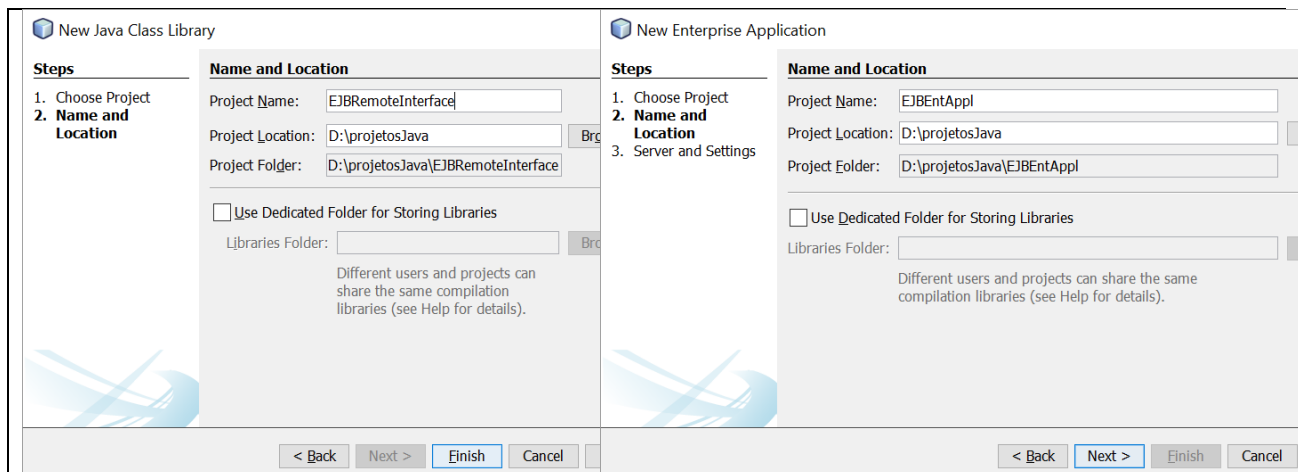 New Java Class Library
Steps
1. Choose Project
2. Name and
Location
Name and Location
Project Name: EJBRemoteInterface
Project Location: D:\projetosJava
Project Folder: D:\projetosJava\EJBRemoteInterface
Use Dedicated Folder for Storing Libraries
Libraries Folder:
Different users and projects can
share the same compilation
libraries (see Help for details).
< Back Next > Finish Cancel
New Enterprise Application
Steps
1. Choose Project
2. Name and
Location
3. Server and Settings
Name and Location
Project Name: EJBEntAppl
Project Location: D:\projetosJava
Project Folder: D:\projetosJava\EJBEntAppl
Use Dedicated Folder for Storing Libraries
Libraries Folder:
Different users and projects can share the same
compilation libraries (see Help for details).
< Back Next > Finish Cancel